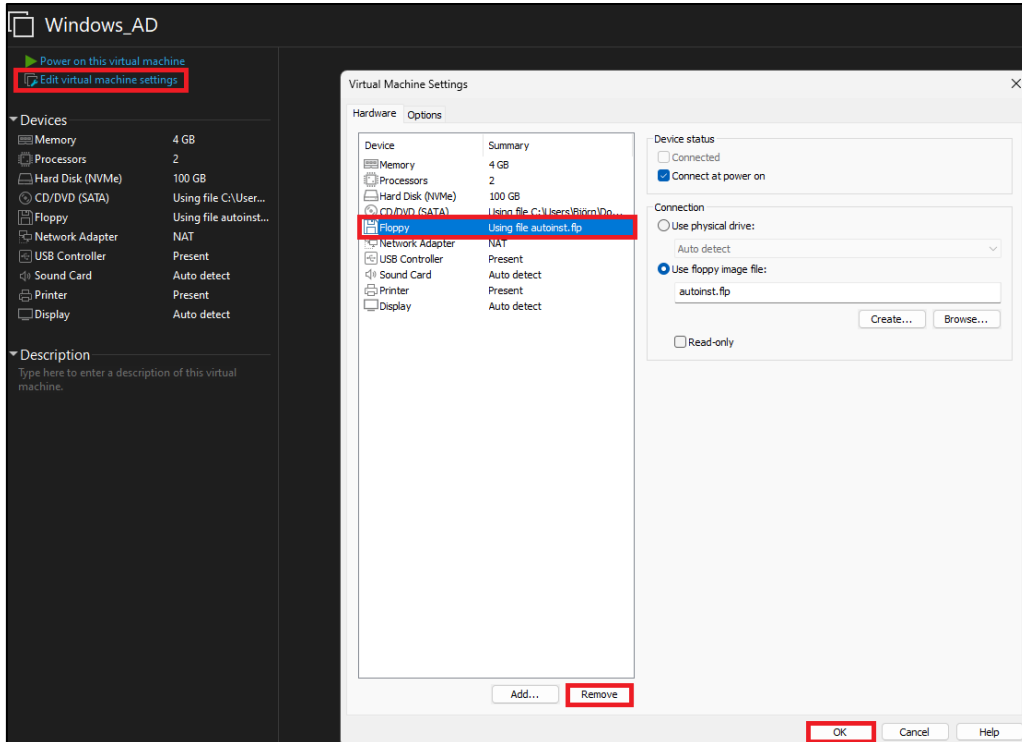 Windows_AD
Power on this virtual machine
Edit virtual machine settings
Devices
Memory 4 GB
Processors 2
Hard Disk (NVMe) 100 GB
CD/DVD (SATA) Using file C:\User...
Floppy Using file autoinst...
Network Adapter NAT
USB Controller Present
Sound Card Auto detect
Printer Present
Display Auto detect
Description
Type here to enter a description of this virtual
machine.
Virtual Machine Settings
Hardware Options
Device Summary
Memory 4 GB
Processors 2
Hard Disk (NVMe) 100 GB
CD/DVD (SATA) Using file C:\Users\Björn\Do...
Floppy Using file autoinst.flp
Network Adapter NAT
USB Controller Present
Sound Card Auto detect
Printer Present
Display Auto detect
Add... Remove
Device status
Connected
Connect at power on
Connection
Use physical drive:
Auto detect
Use floppy image file:
autoinst.flp
Create... Browse...
Read-only
OK Cancel Help